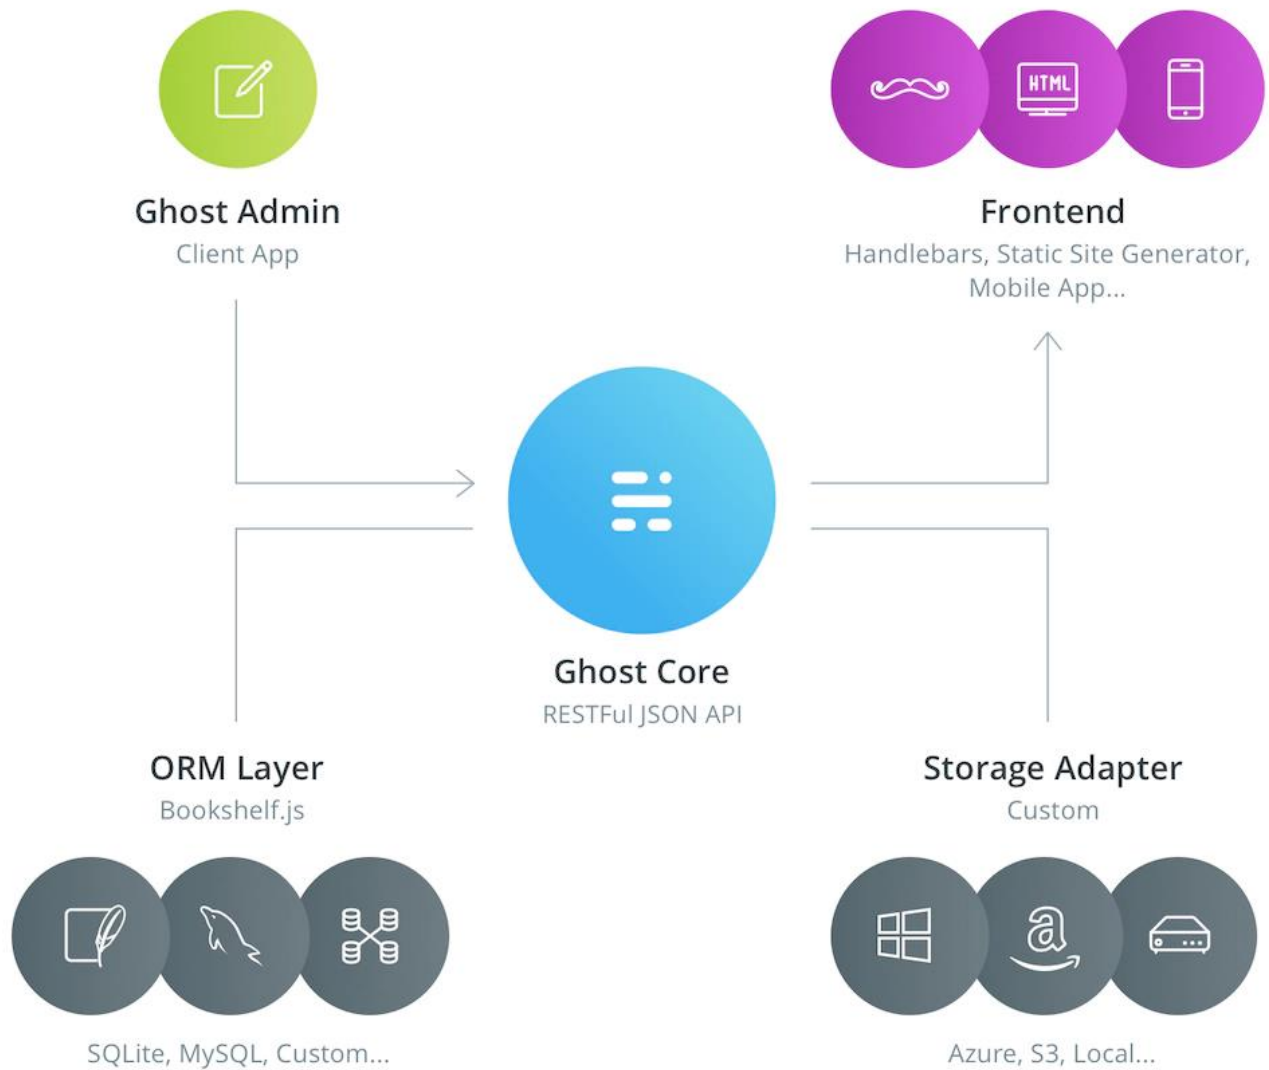 Ghost Admin
Client App
HTML
Frontend
Handlebars, Static Site Generator,
Mobile App...
Ghost Core
RESTFul JSON API
ORM Layer
Bookshelf.js
SQLite, MySQL, Custom...
Storage Adapter
Custom
a
Azure, S3, Local...